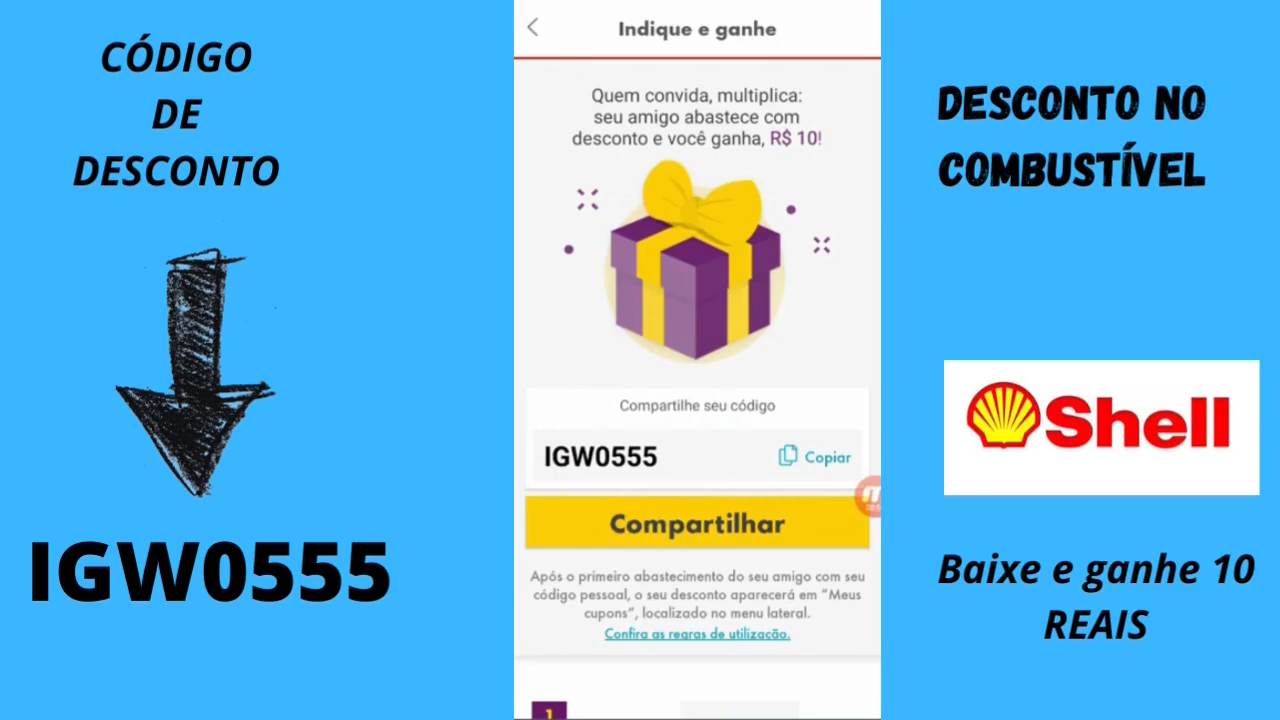 CÓDIGO
DE
DESCONTO
IGW0555
Indique e ganhe
Quem convida, multiplica:
seu amigo abastece com
desconto e você ganha, R$ 10!
Compartilhe seu código
IGW0555 Copiar
Compartilhar
Após o primeiro abastecimento do seu amigo com seu
código pessoal, o seu desconto aparecerá em “Meus
cupons”, localizado no menu lateral.
Confira as regras de utilização.
1
DESCONTO NO
COMBUSTÍVEL
Shell
Baixe e ganhe 10
REAIS